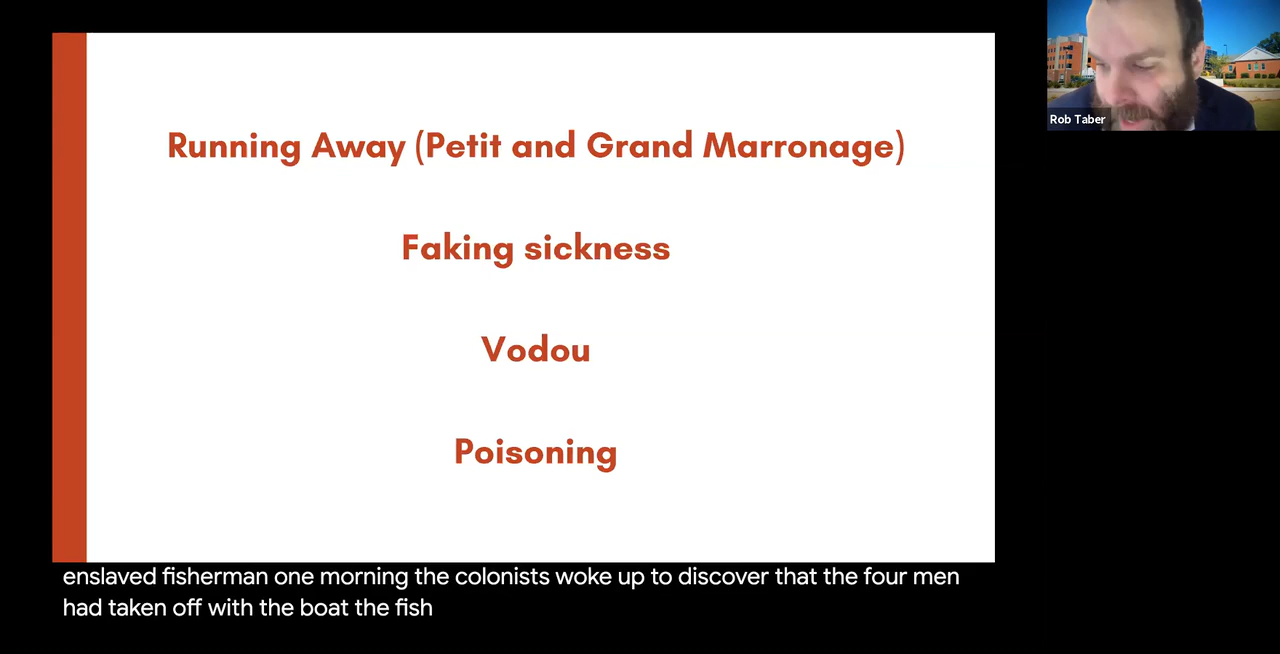 Running Away (Petit and Grand Marronage)
Rob Taber
Faking sickness
Vodou
Poisoning
enslaved fisherman one morning the colonists woke up to discover that the four men
had taken off with the boat the fish